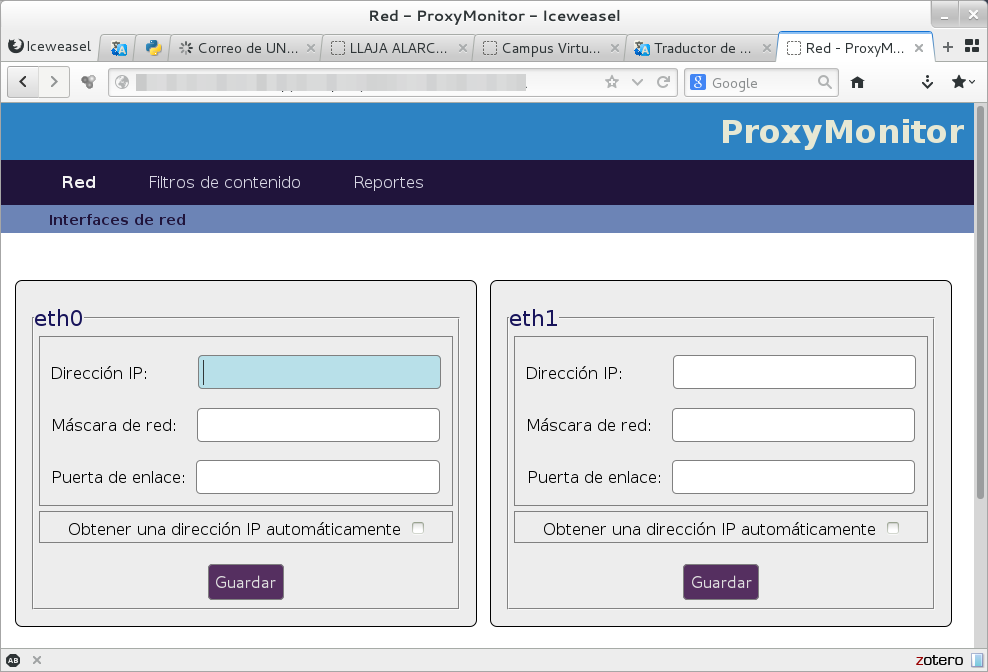 Red - ProxyMonitor - Iceweasel
Iceweasel
Correo de UN...
LLAJA ALARC...
Campus Virtu...
Traductor de ...
Red - ProxyM...
Google
ProxyMonitor
Red Filtros de contenido Reportes
Interfaces de red
eth0
Dirección IP:
Máscara de red:
Puerta de enlace:
Obtener una dirección IP automáticamente
Guardar
eth1
Dirección IP:
Máscara de red:
Puerta de enlace:
Obtener una dirección IP automáticamente
Guardar
ABP
zotero